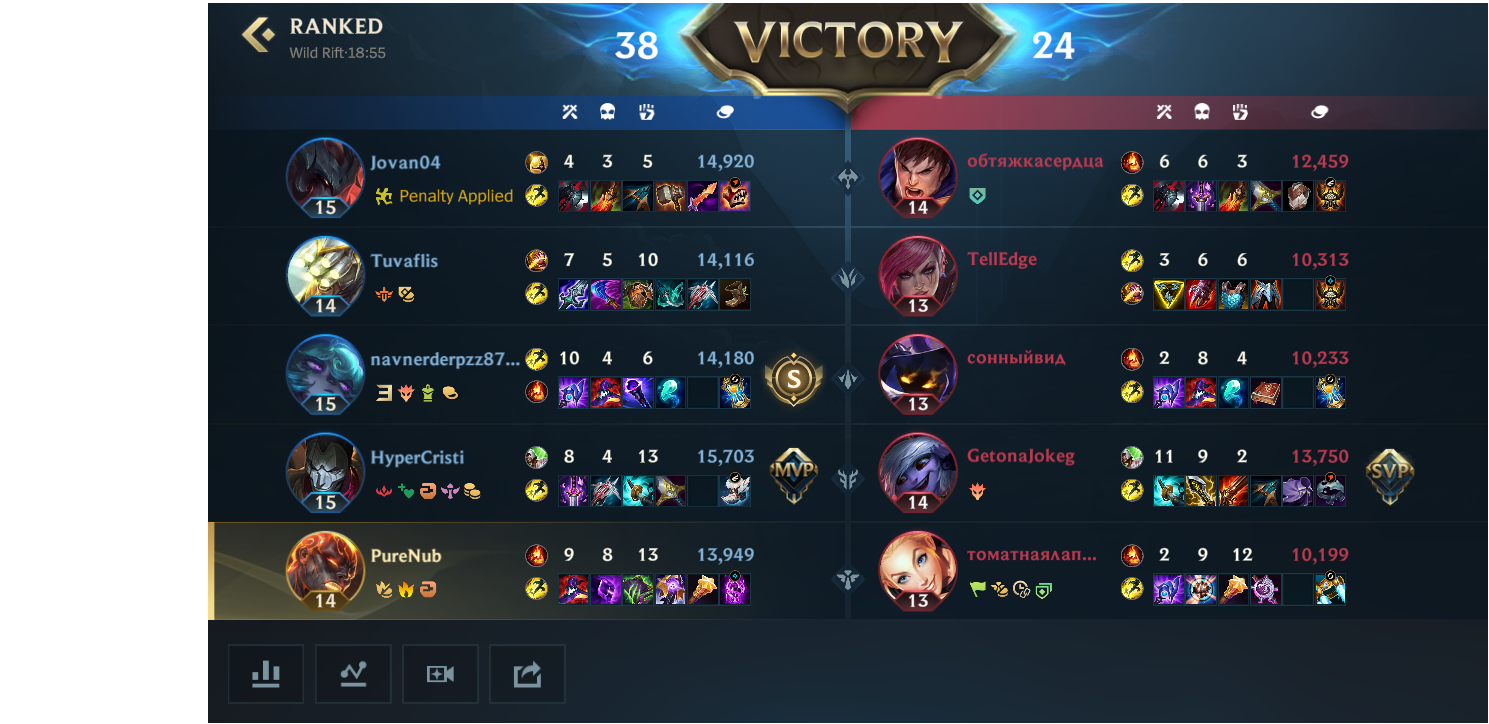 RANKED
Wild Rift·18:55
38 VICTORY 24
Jovan04 4 3 5 14,920
15 Penalty Applied
обтяжкасердца 6 6 3 12,459
14
Tuvaflis 7 5 10 14,116
14
TellEdge 3 6 6 10,313
13
navnerderpzz87... 10 4 6 14,180
15 S
сонныйвид 2 8 4 10,233
13
HyperCristi 8 4 13 15,703
15 MVP
GetonaJokeg 11 9 2 13,750
14 SVP
PureNub 9 8 13 13,949
14
томатнаялап... 2 9 12 10,199
13